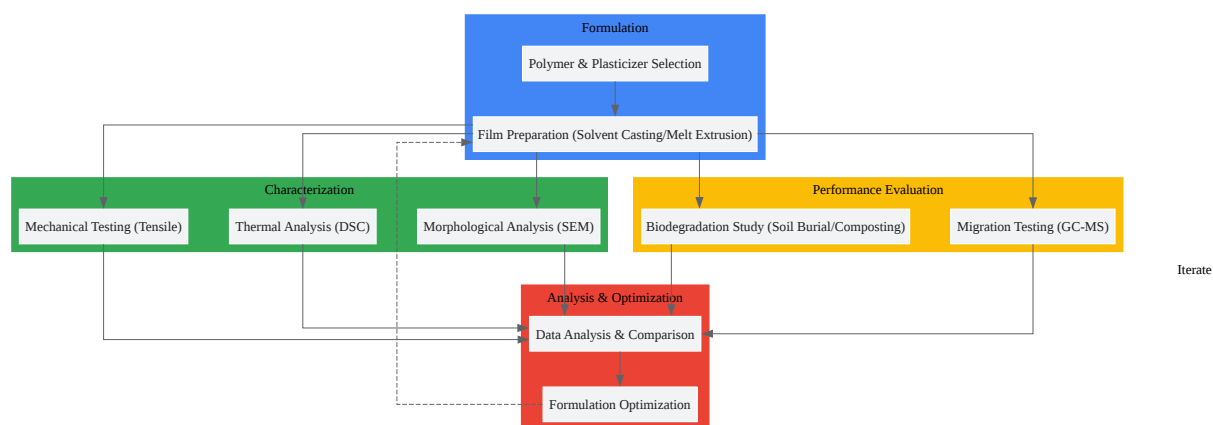 Formulation
Polymer & Plasticizer Selection
Film Preparation (Solvent Casting/Melt Extrusion)
Characterization
Performance Evaluation
Mechanical Testing (Tensile)
Thermal Analysis (DSC)
Morphological Analysis (SEM)
Biodegradation Study (Soil Burial/Composting)
Migration Testing (GC-MS)
Iterate
Analysis & Optimization
Data Analysis & Comparison
Formulation Optimization